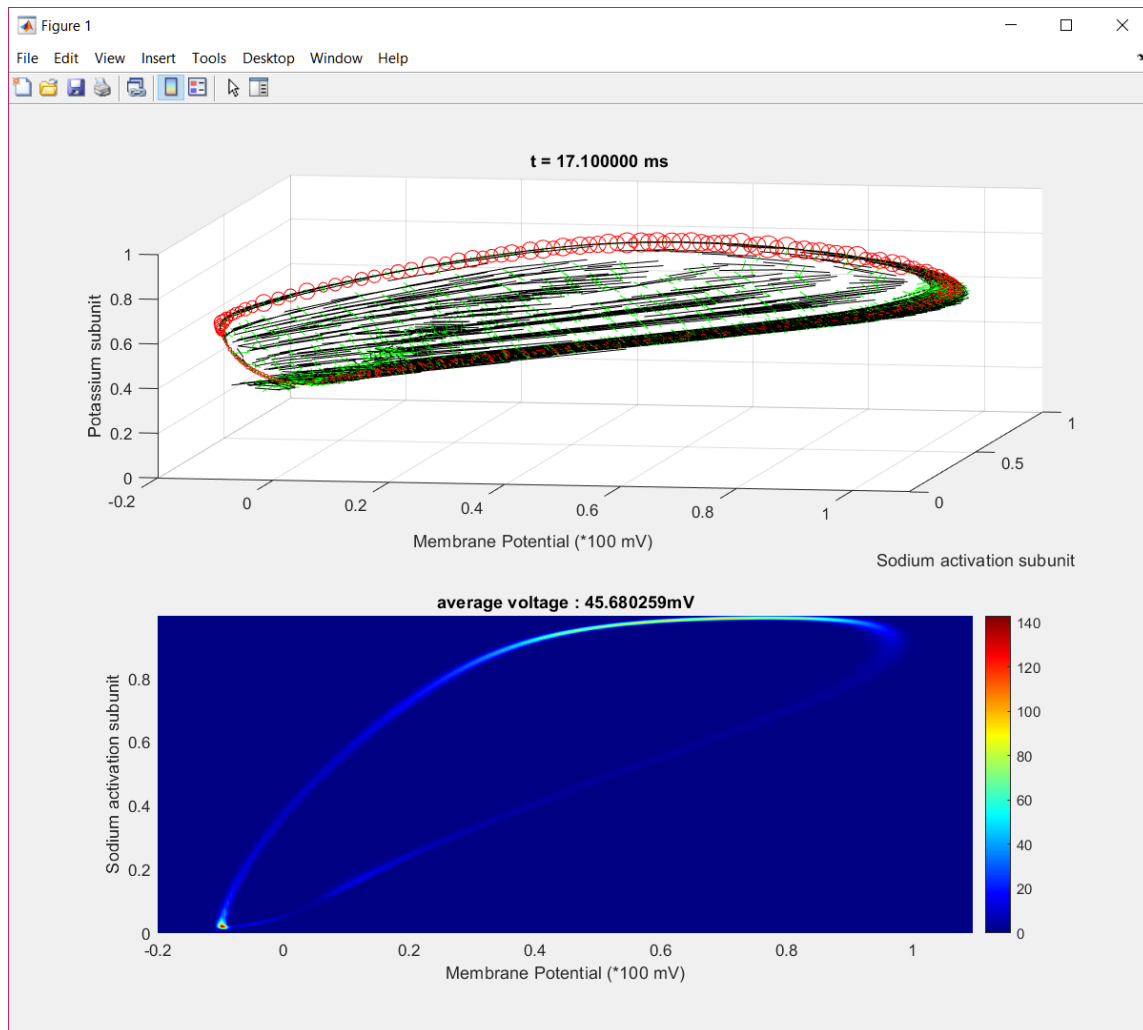 Figure 1
File Edit View Insert Tools Desktop Window Help
t = 17.100000 ms
1
0.8
0.6
0.4
0.2
0
Potassium subunit
-0.2 0 0.2 0.4 0.6 0.8 1
Membrane Potential (*100 mV)
0 0.5 1
Sodium activation subunit
average voltage : 45.680259mV
0.8
0.6
0.4
0.2
0
Sodium activation subunit
-0.2 0 0.2 0.4 0.6 0.8 1
Membrane Potential (*100 mV)
140
120
100
80
60
40
20
0